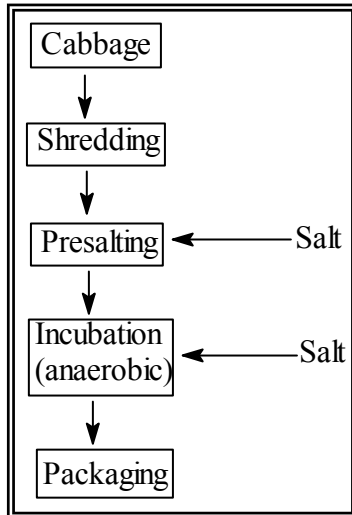 Cabbage
Shredding
Presalting
Salt
Incubation
(anaerobic)
Salt
Packaging